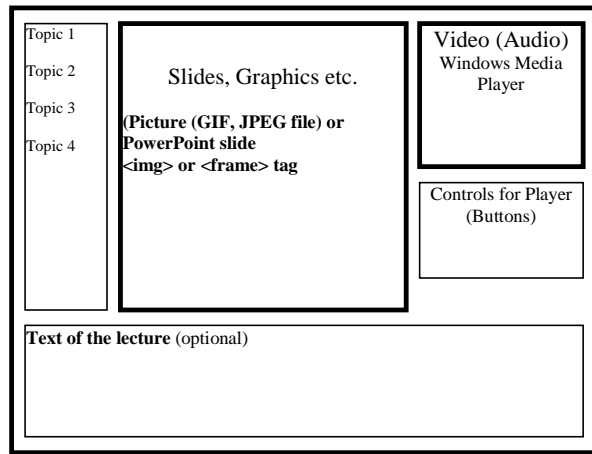 Topic 1
Topic 2
Topic 3
Topic 4
Slides, Graphics etc.
(Picture (GIF, JPEG file) or
PowerPoint slide
<img> or <frame> tag
Video (Audio)
Windows Media
Player
Controls for Player
(Buttons)
Text of the lecture (optional)